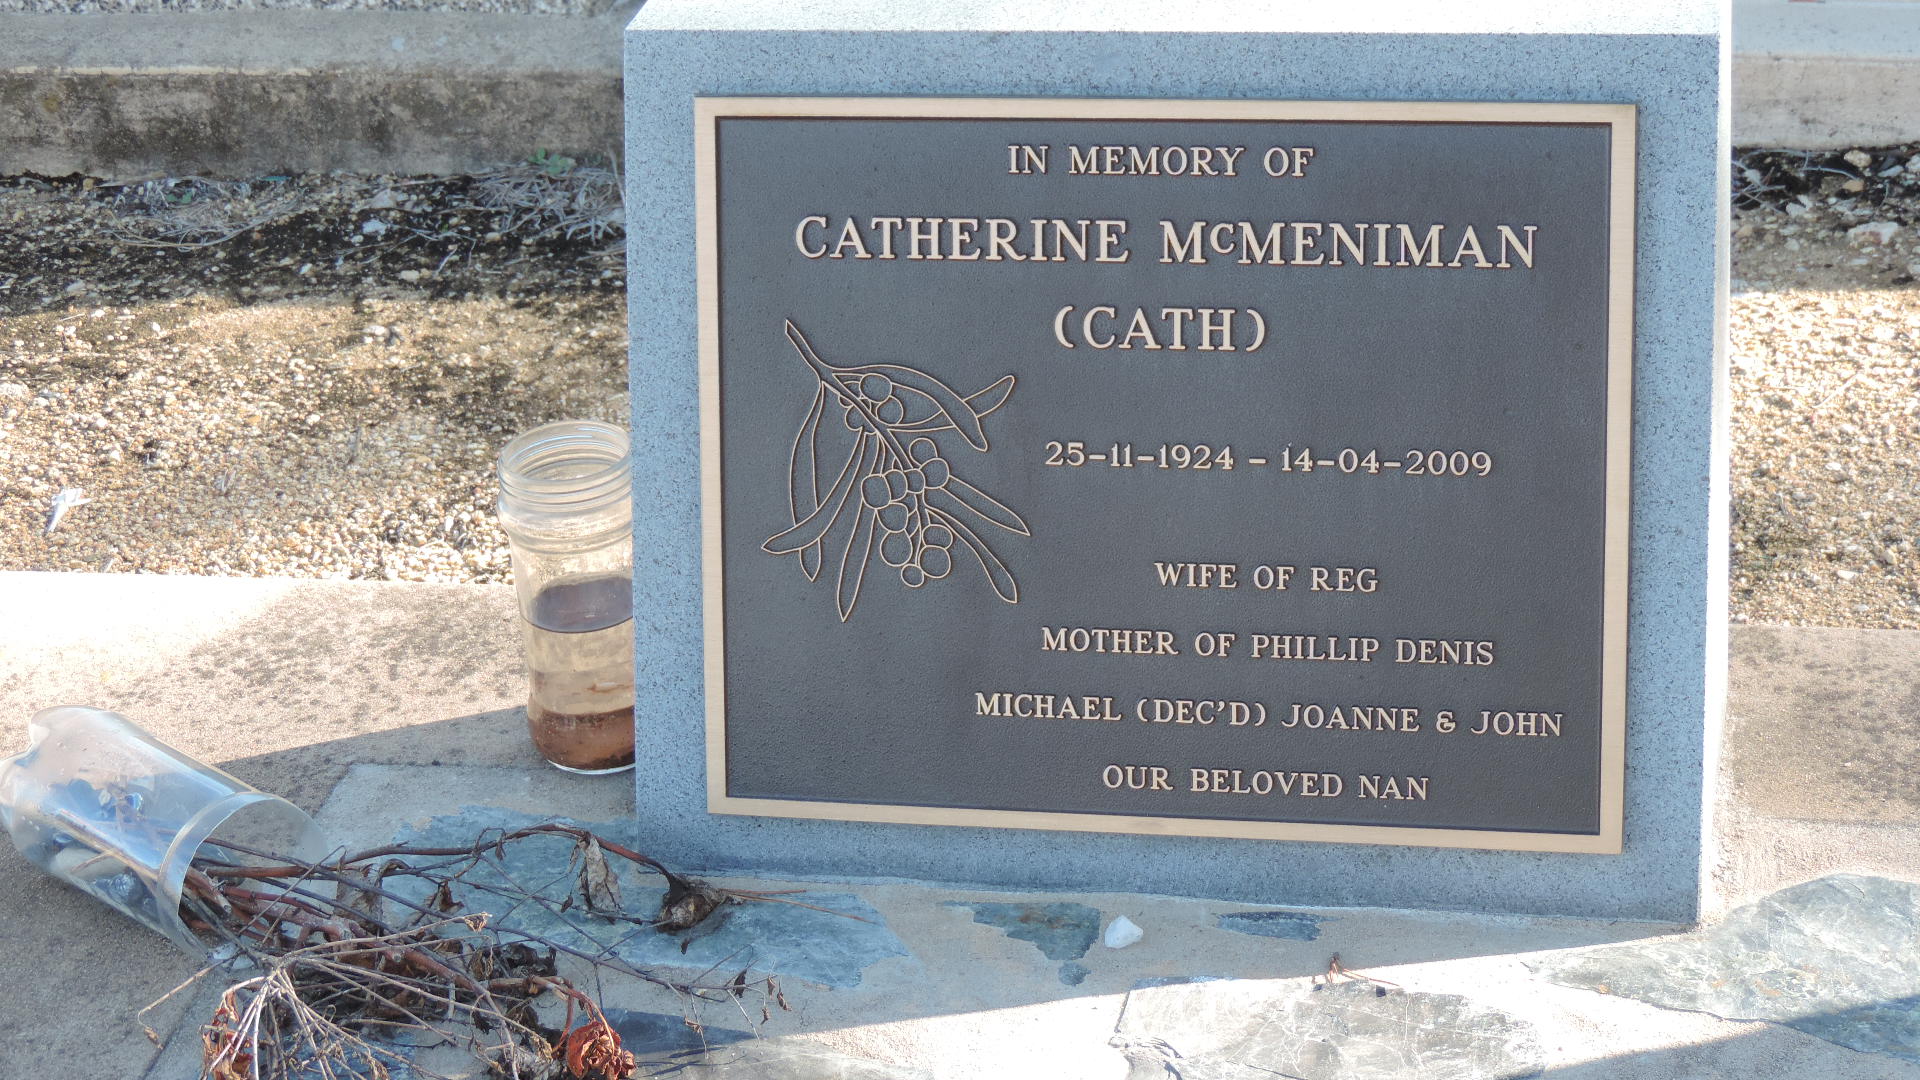 IN MEMORY OF
CATHERINE McMENIMAN
(CATH)
25-11-1924 - 14-04-2009
WIFE OF REG
MOTHER OF PHILLIP DENIS
MICHAEL (DEC'D) JOANNE & JOHN
OUR BELOVED NAN